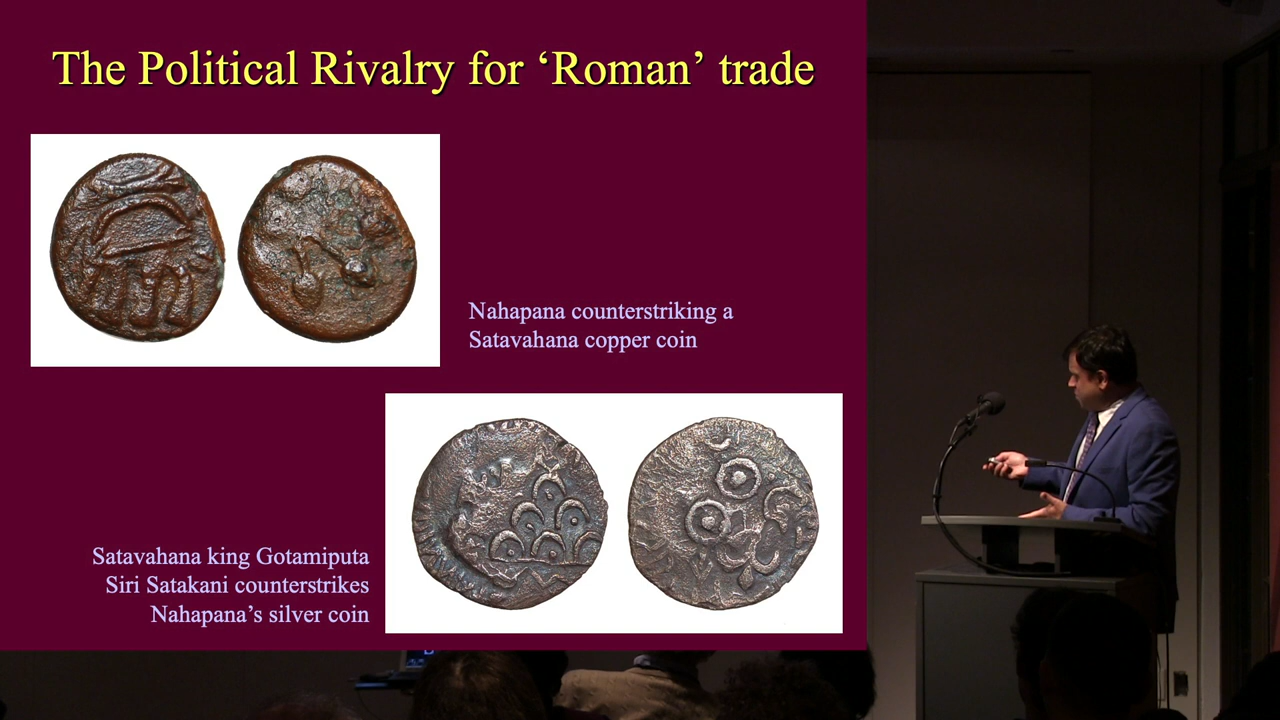 The Political Rivalry for ‘Roman’ trade
Nahapana counterstriking a
Satavahana copper coin
Satavahana king Gotamiputa
Siri Satakani counterstrikes
Nahapana’s silver coin